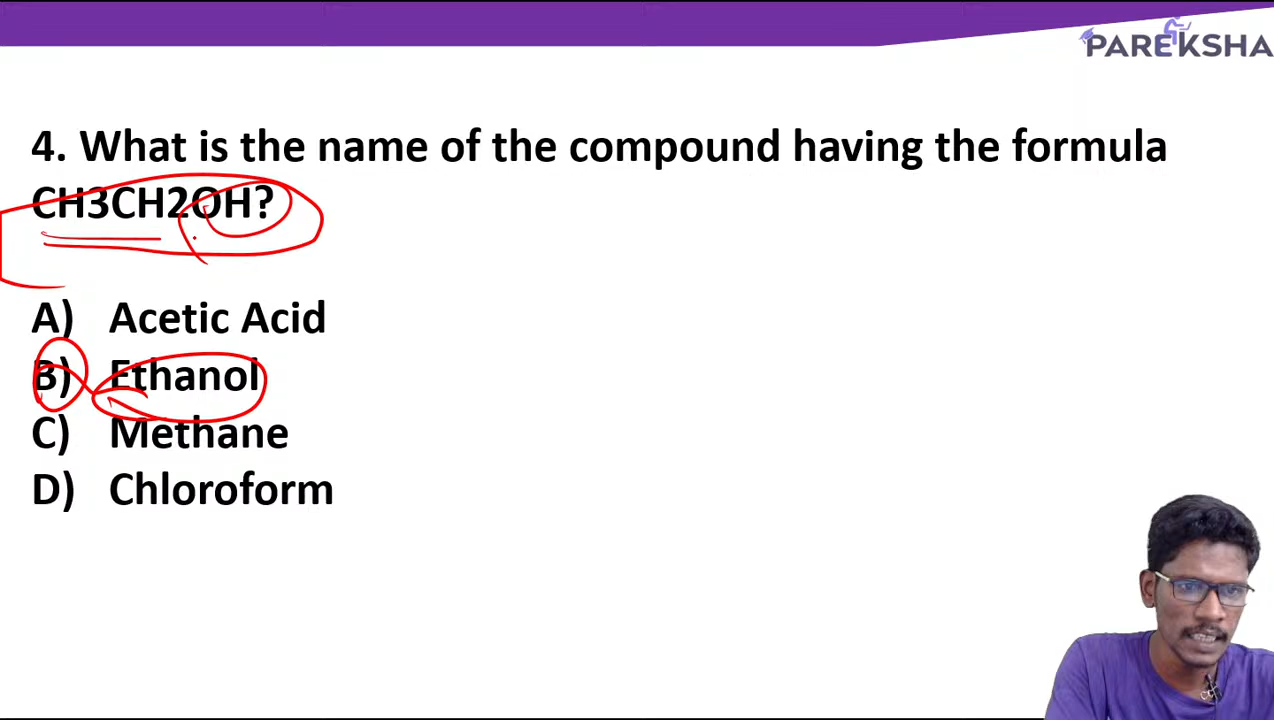 PAREKSHA
4. What is the name of the compound having the formula
CH3CH2OH?
A) Acetic Acid
B) Ethanol
C) Methane
D) Chloroform